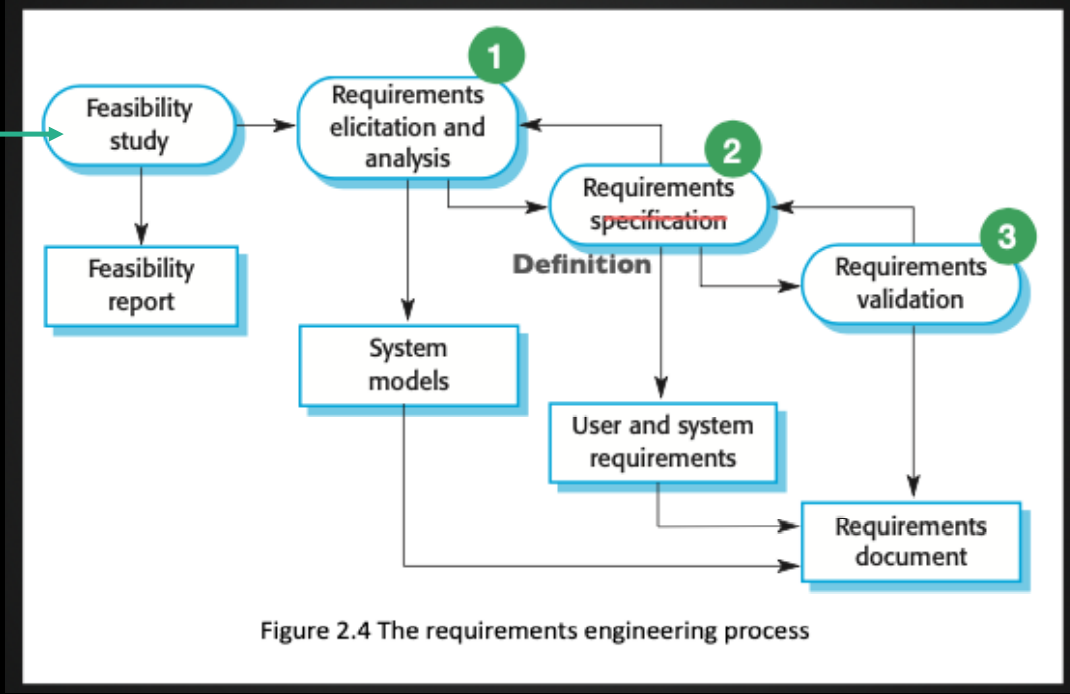 1
Feasibility
study
Requirements
elicitation and
analysis
2
Requirements
specification
Definition
3
Requirements
validation
Feasibility
report
System
models
User and system
requirements
Requirements
document
Figure 2.4 The requirements engineering process